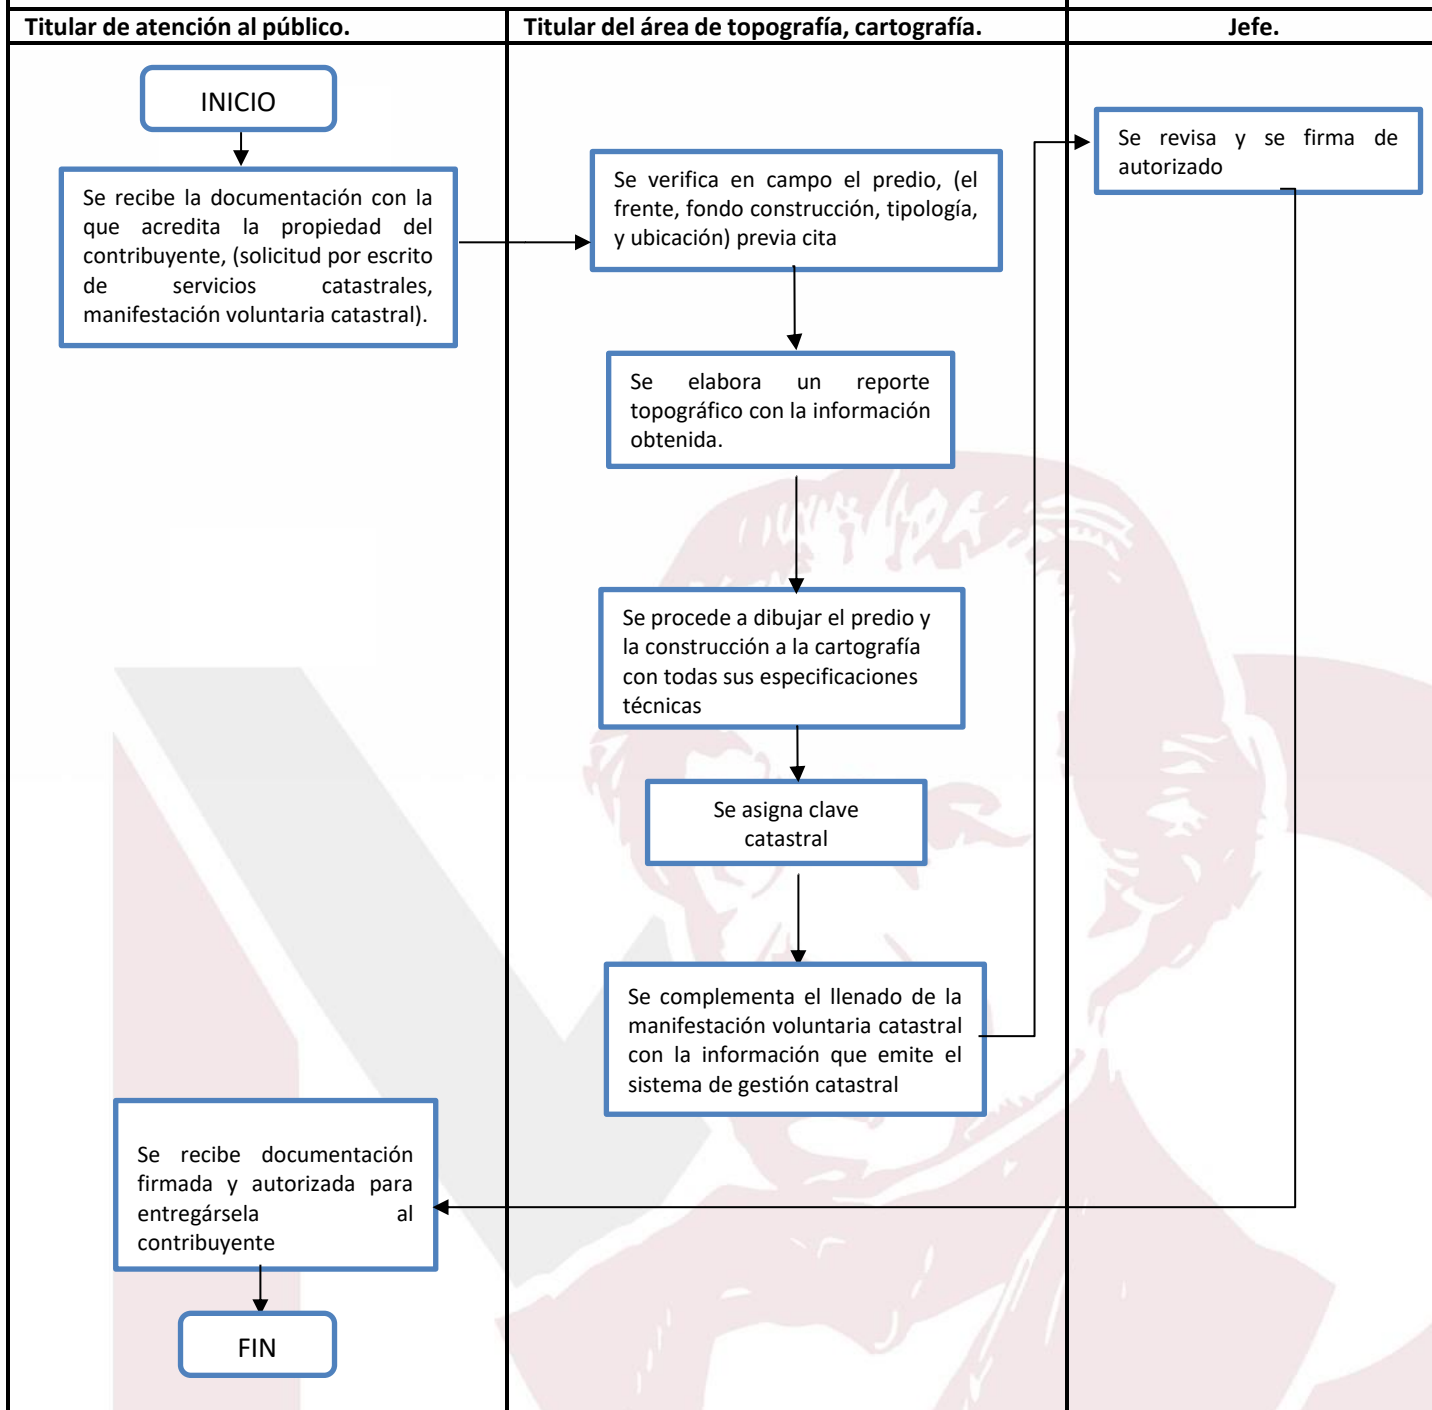 Titular de atención al público.
Titular del área de topografía, cartografía.
Jefe.
INICIO
Se recibe la documentación con la
que acredita la propiedad del
contribuyente, (solicitud por escrito
de servicios catastrales,
manifestación voluntaria catastral).
Se verifica en campo el predio, (el
frente, fondo construcción, tipología,
y ubicación) previa cita
Se elabora un reporte
topográfico con la información
obtenida.
Se procede a dibujar el predio y
la construcción a la cartografía
con todas sus especificaciones
técnicas
Se asigna clave
catastral
Se complementa el llenado de la
manifestación voluntaria catastral
con la información que emite el
sistema de gestión catastral
Se revisa y se firma de
autorizado
Se recibe documentación
firmada y autorizada para
entregársela al
contribuyente
FIN